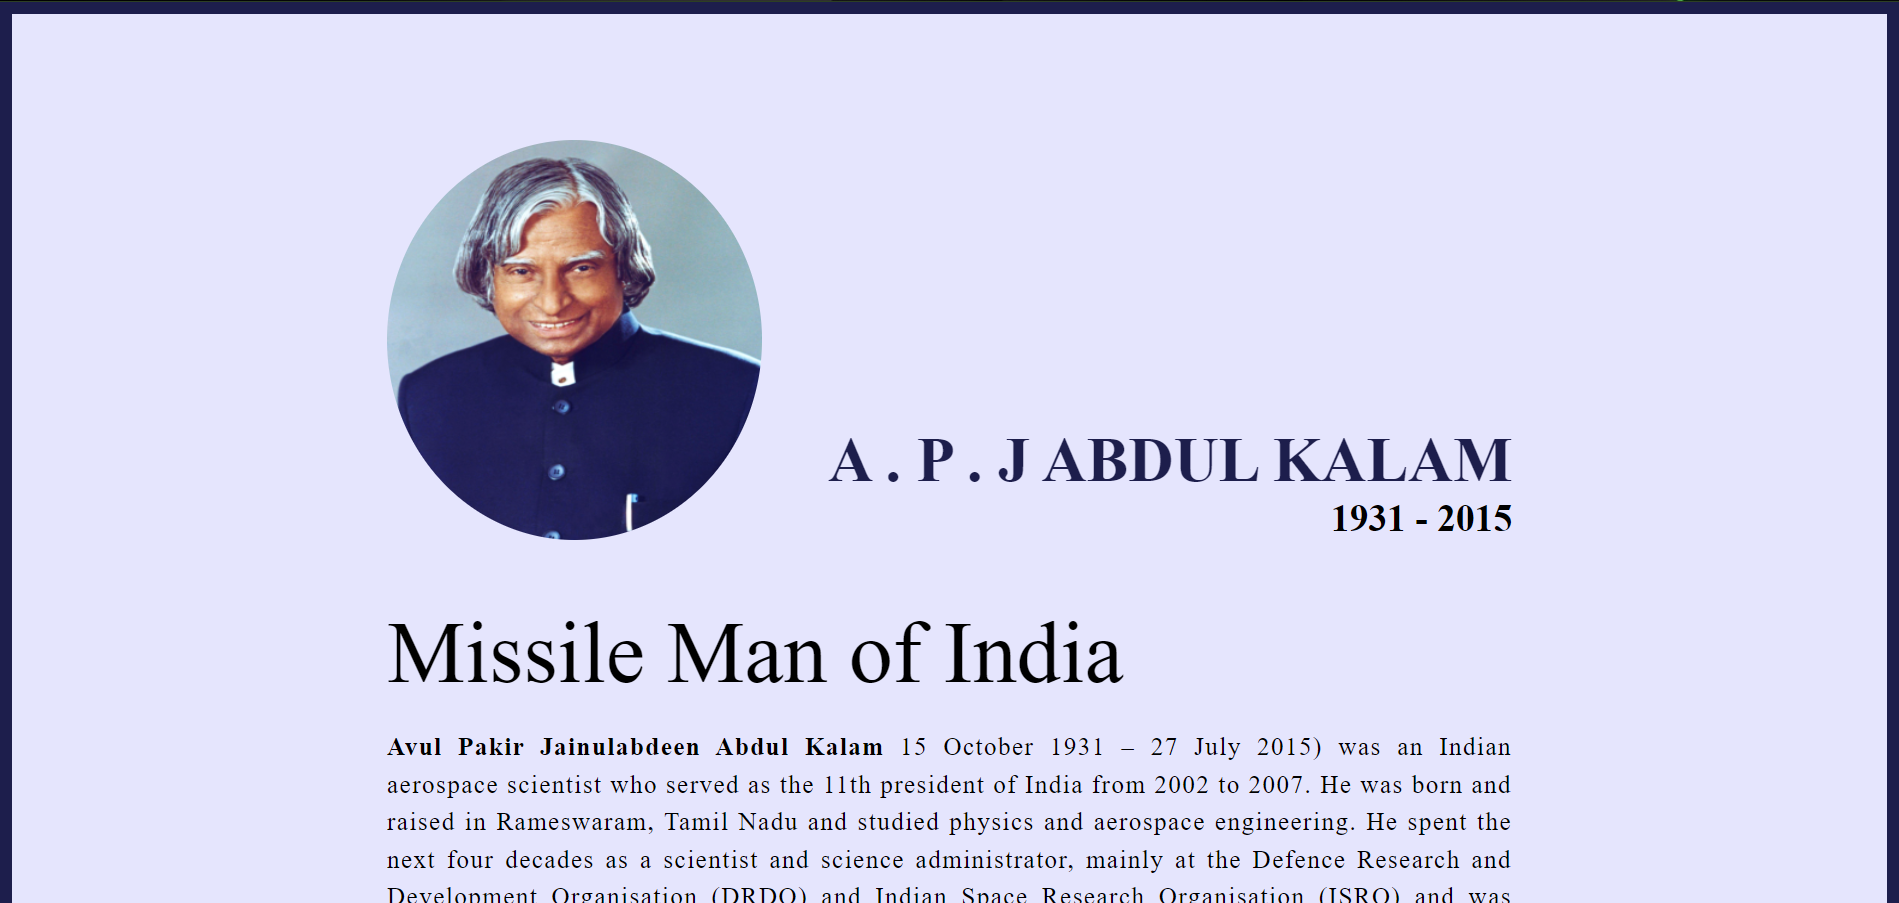 A . P . J ABDUL KALAM
1931 - 2015
Missile Man of India
Avul Pakir Jainulabdeen Abdul Kalam 15 October 1931 – 27 July 2015) was an Indian
aerospace scientist who served as the 11th president of India from 2002 to 2007. He was born and
raised in Rameswaram, Tamil Nadu and studied physics and aerospace engineering. He spent the
next four decades as a scientist and science administrator, mainly at the Defence Research and
Development Organisation (DRDO) and Indian Space Research Organisation (ISRO) and was